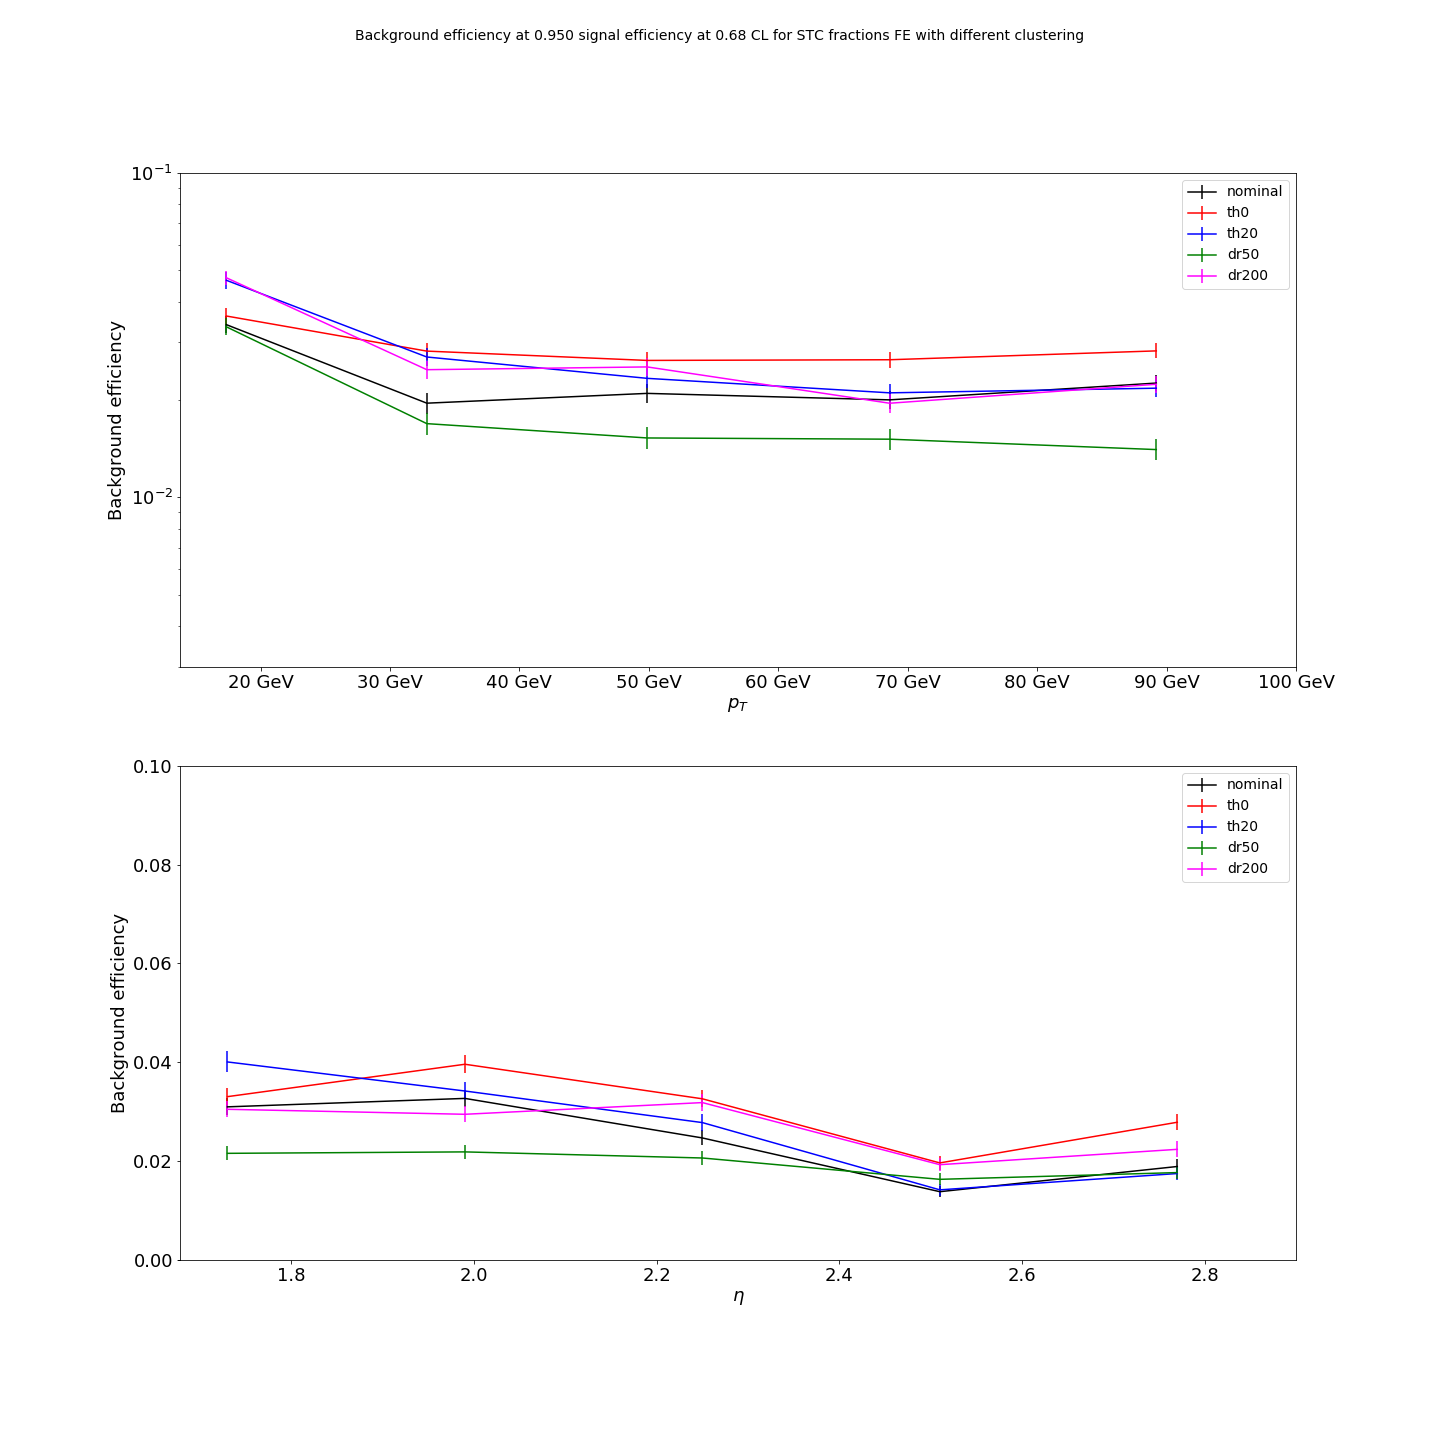 Background efficiency at 0.950 signal efficiency at 0.68 CL for STC fractions FE with different clustering
10⁻¹
10⁻²
Background efficiency
nominal
th0
th20
dr50
dr200
20 GeV 30 GeV 40 GeV 50 GeV 60 GeV 70 GeV 80 GeV 90 GeV 100 GeV
p_T
0.10
0.08
0.06
0.04
0.02
0.00
Background efficiency
nominal
th0
th20
dr50
dr200
1.8 2.0 2.2 2.4 2.6 2.8
η